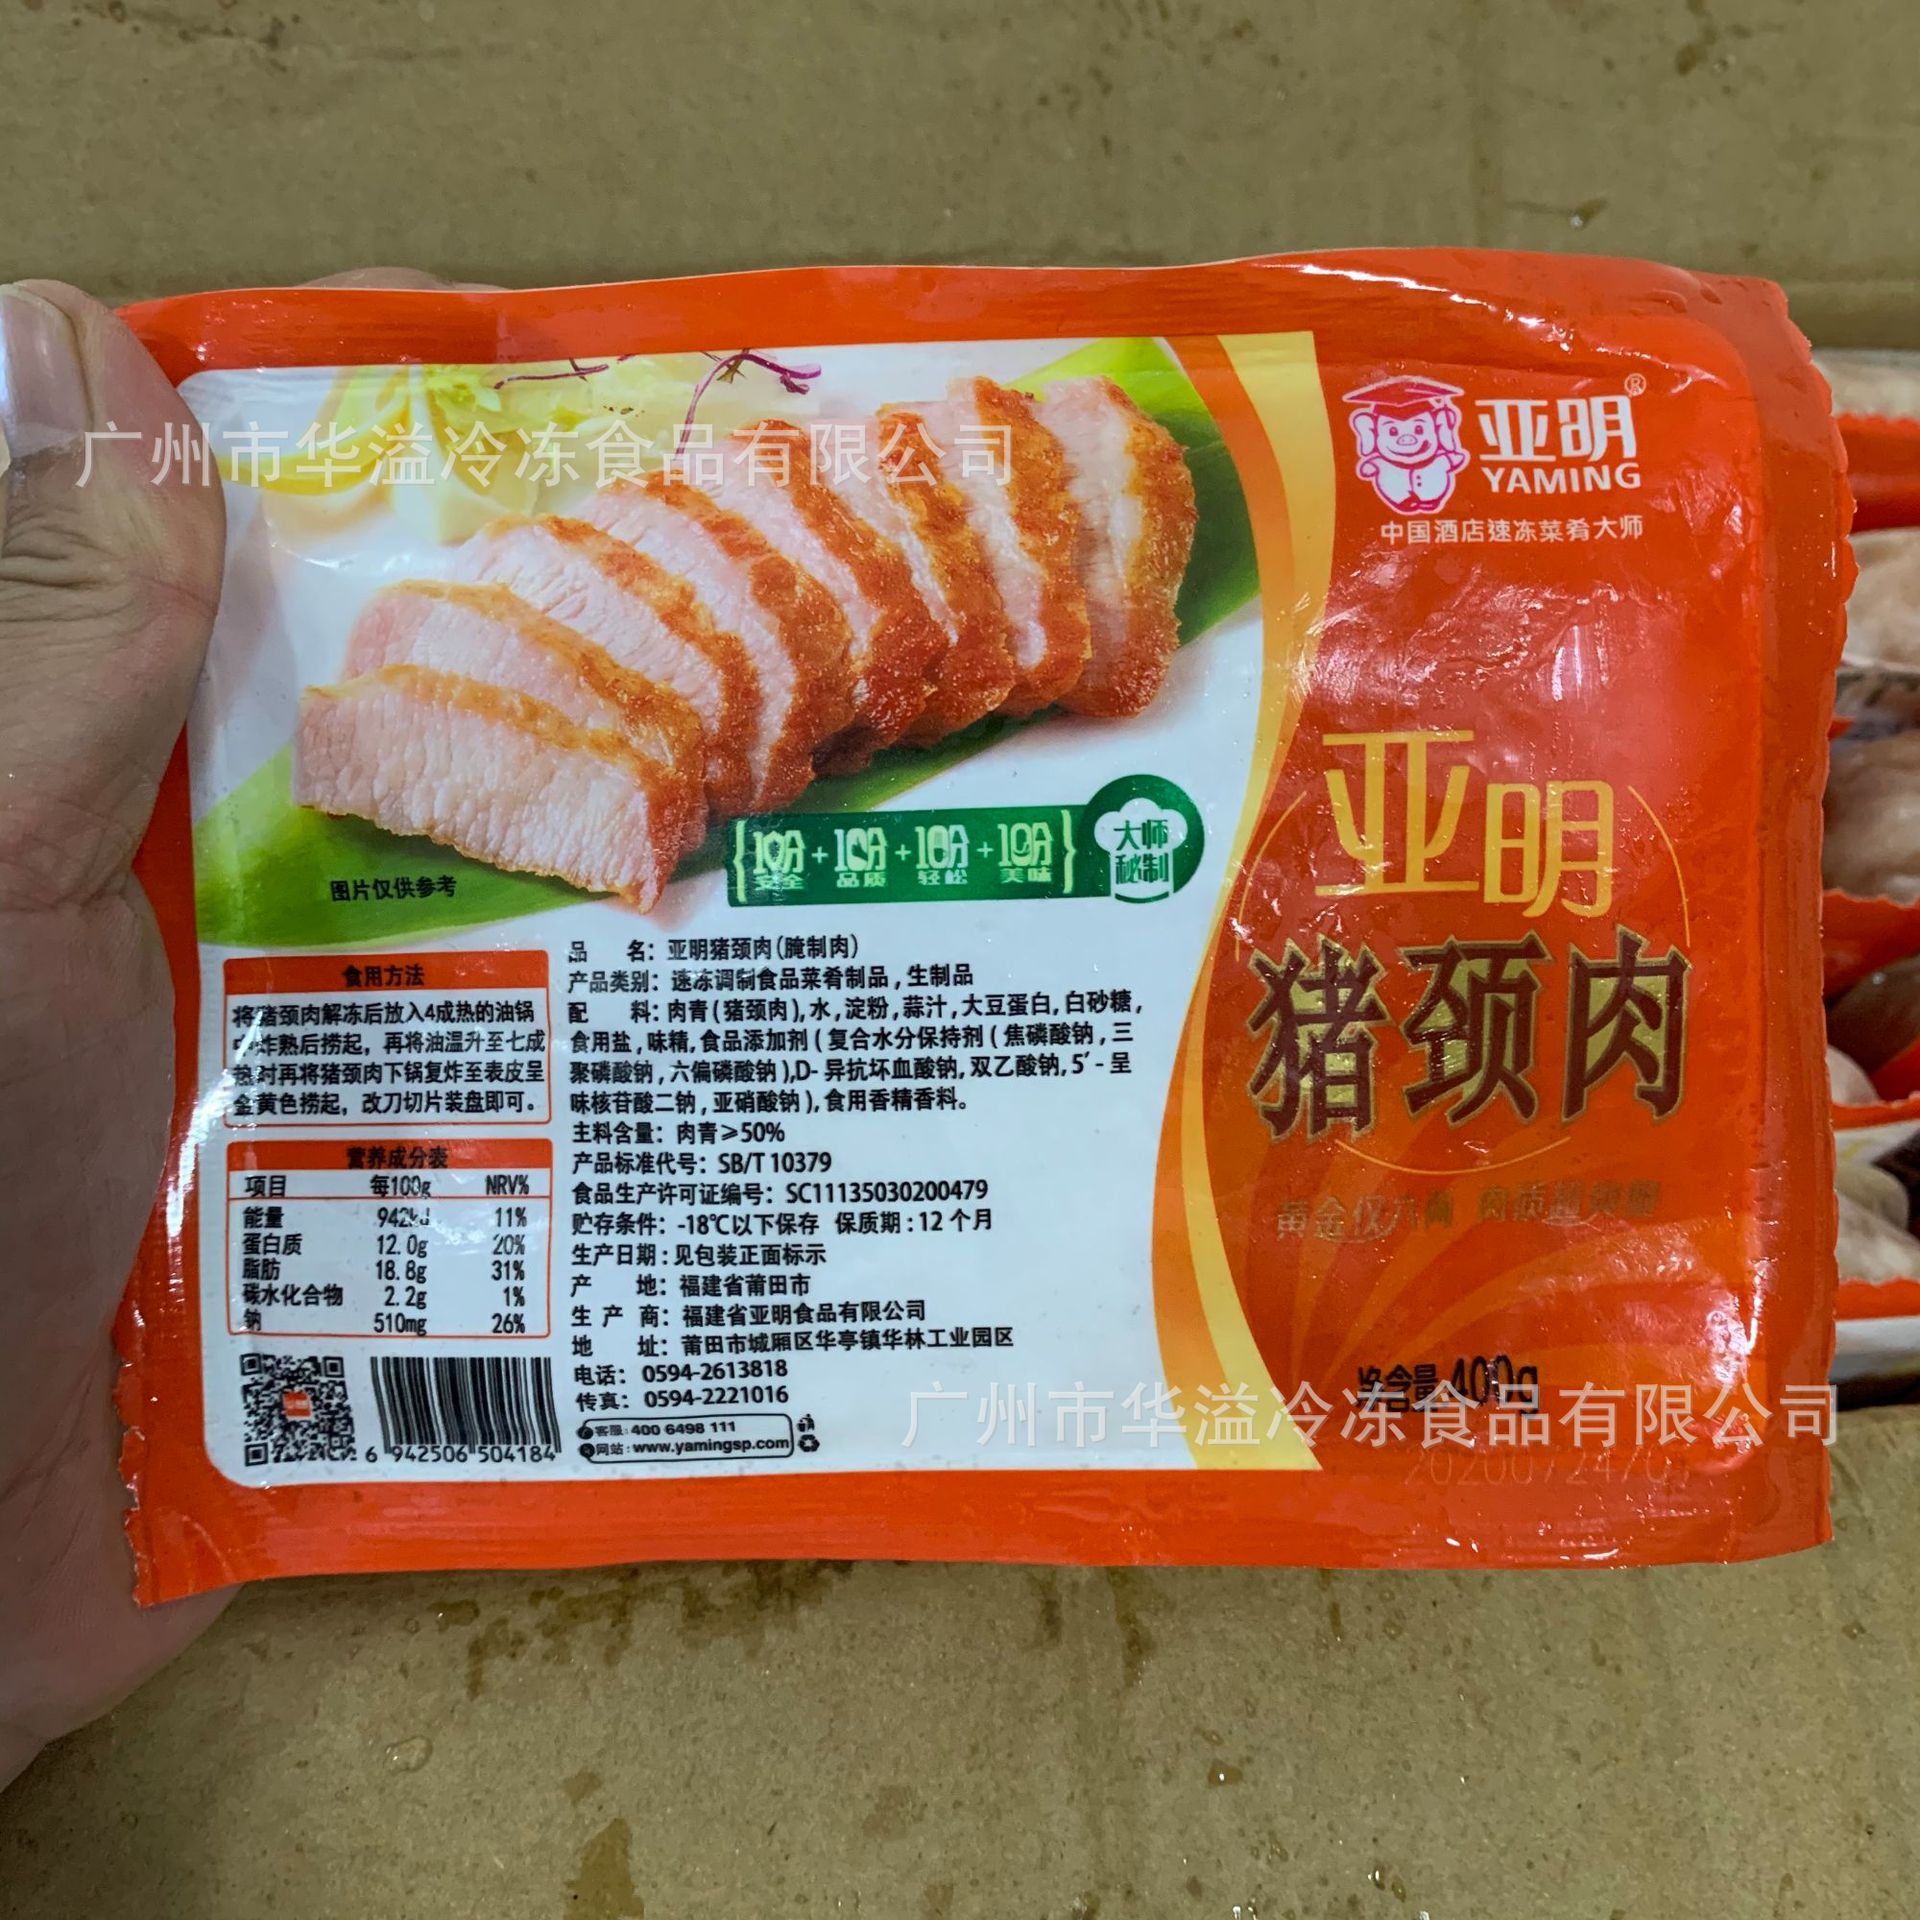 广州市华溢冷冻食品有限公司
亚明®
YAMING
中国酒店速冻菜肴大师
亚明
猪颈肉
净含量:400g
广州市华溢冷冻食品有限公司
10分+10分+10分+10分
安全 品质 轻松 美味
大师
秘制
图片仅供参考
食用方法
将猪颈肉解冻后放入4成热的油锅
中炸熟后捞起，再将油温升至七成
热时再将猪颈肉下锅复炸至表皮呈
金黄色捞起，改刀切片装盘即可。
营养成分表
项目 每100g NRV%
能量 942kJ 11%
蛋白质 12.0g 20%
脂肪 18.8g 31%
碳水化合物 2.2g 1%
钠 510mg 26%
6 942506 504184
品 名：亚明猪颈肉(腌制肉)
产品类别：速冻调制食品菜肴制品,生制品
配 料：肉青(猪颈肉),水,淀粉,蒜汁,大豆蛋白,白砂糖,
食用盐,味精,食品添加剂(复合水分保持剂(焦磷酸钠,三
聚磷酸钠,六偏磷酸钠),D-异抗坏血酸钠,双乙酸钠,5′-呈
味核苷酸二钠,亚硝酸钠),食用香精香料。
主料含量：肉青≥50%
产品标准代号：SB/T 10379
食品生产许可证编号：SC11135030200479
贮存条件：-18℃以下保存 保质期:12个月
生产日期:见包装正面标示
产 地：福建省莆田市
生 产 商：福建省亚明食品有限公司
地 址：莆田市城厢区华亭镇华林工业园区
电话：0594-2613818
传真：0594-2221016
客服:400 6498 111
网站:www.yamingsp.com